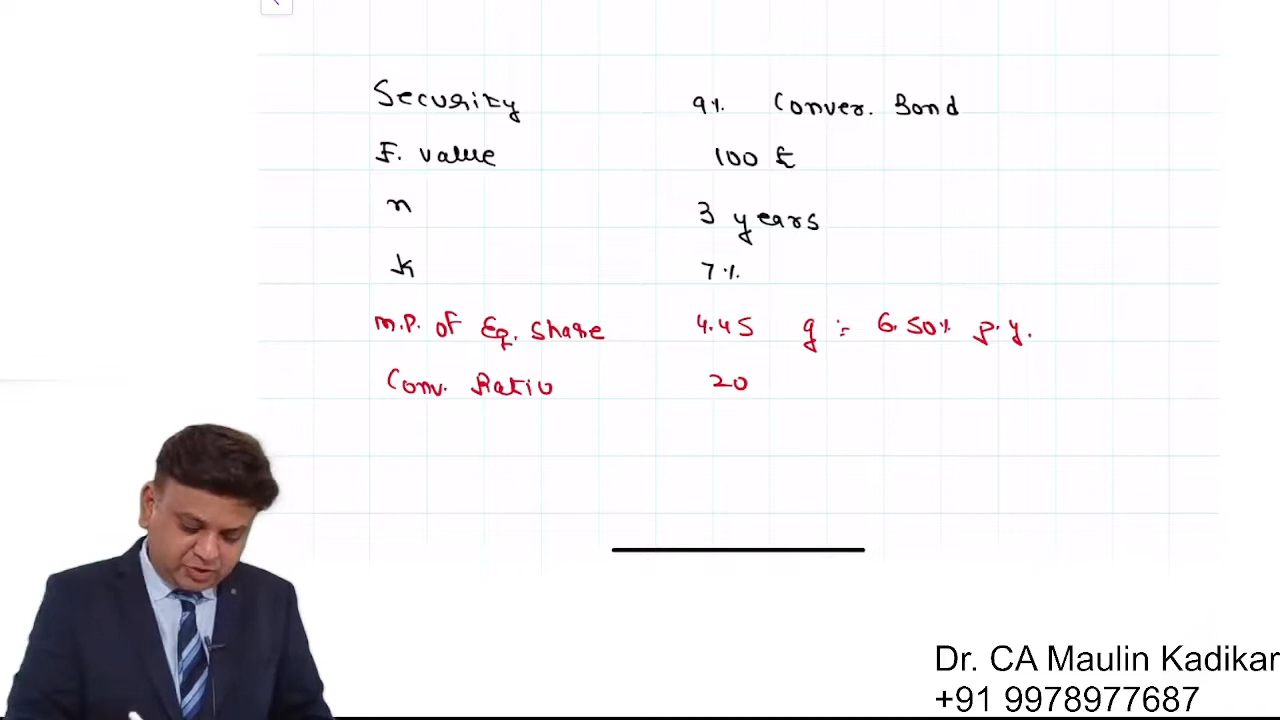 Security 9% Conver. Bond
F. value 100 £
n 3 years
k 7%
M.P. of Eq. Share 4.45 g = 6.50% p.y.
Conv. Ratio 20
Dr. CA Maulin Kadikar
+91 9978977687